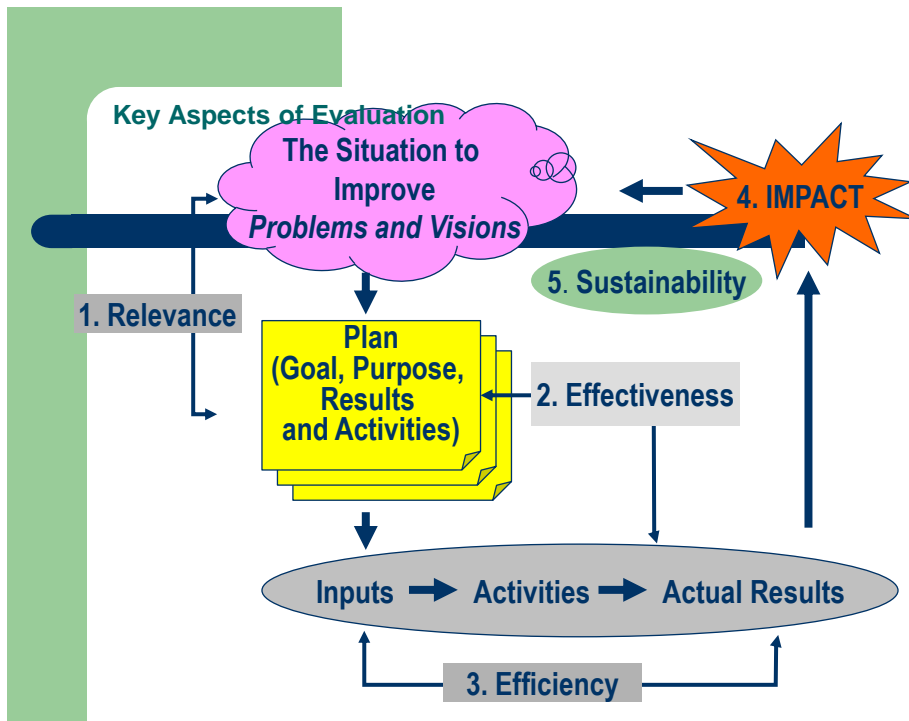 Key Aspects of Evaluation
The Situation to
Improve
Problems and Visions
4. IMPACT
5. Sustainability
1. Relevance
Plan
(Goal, Purpose,
Results
and Activities)
2. Effectiveness
Inputs Activities Actual Results
3. Efficiency